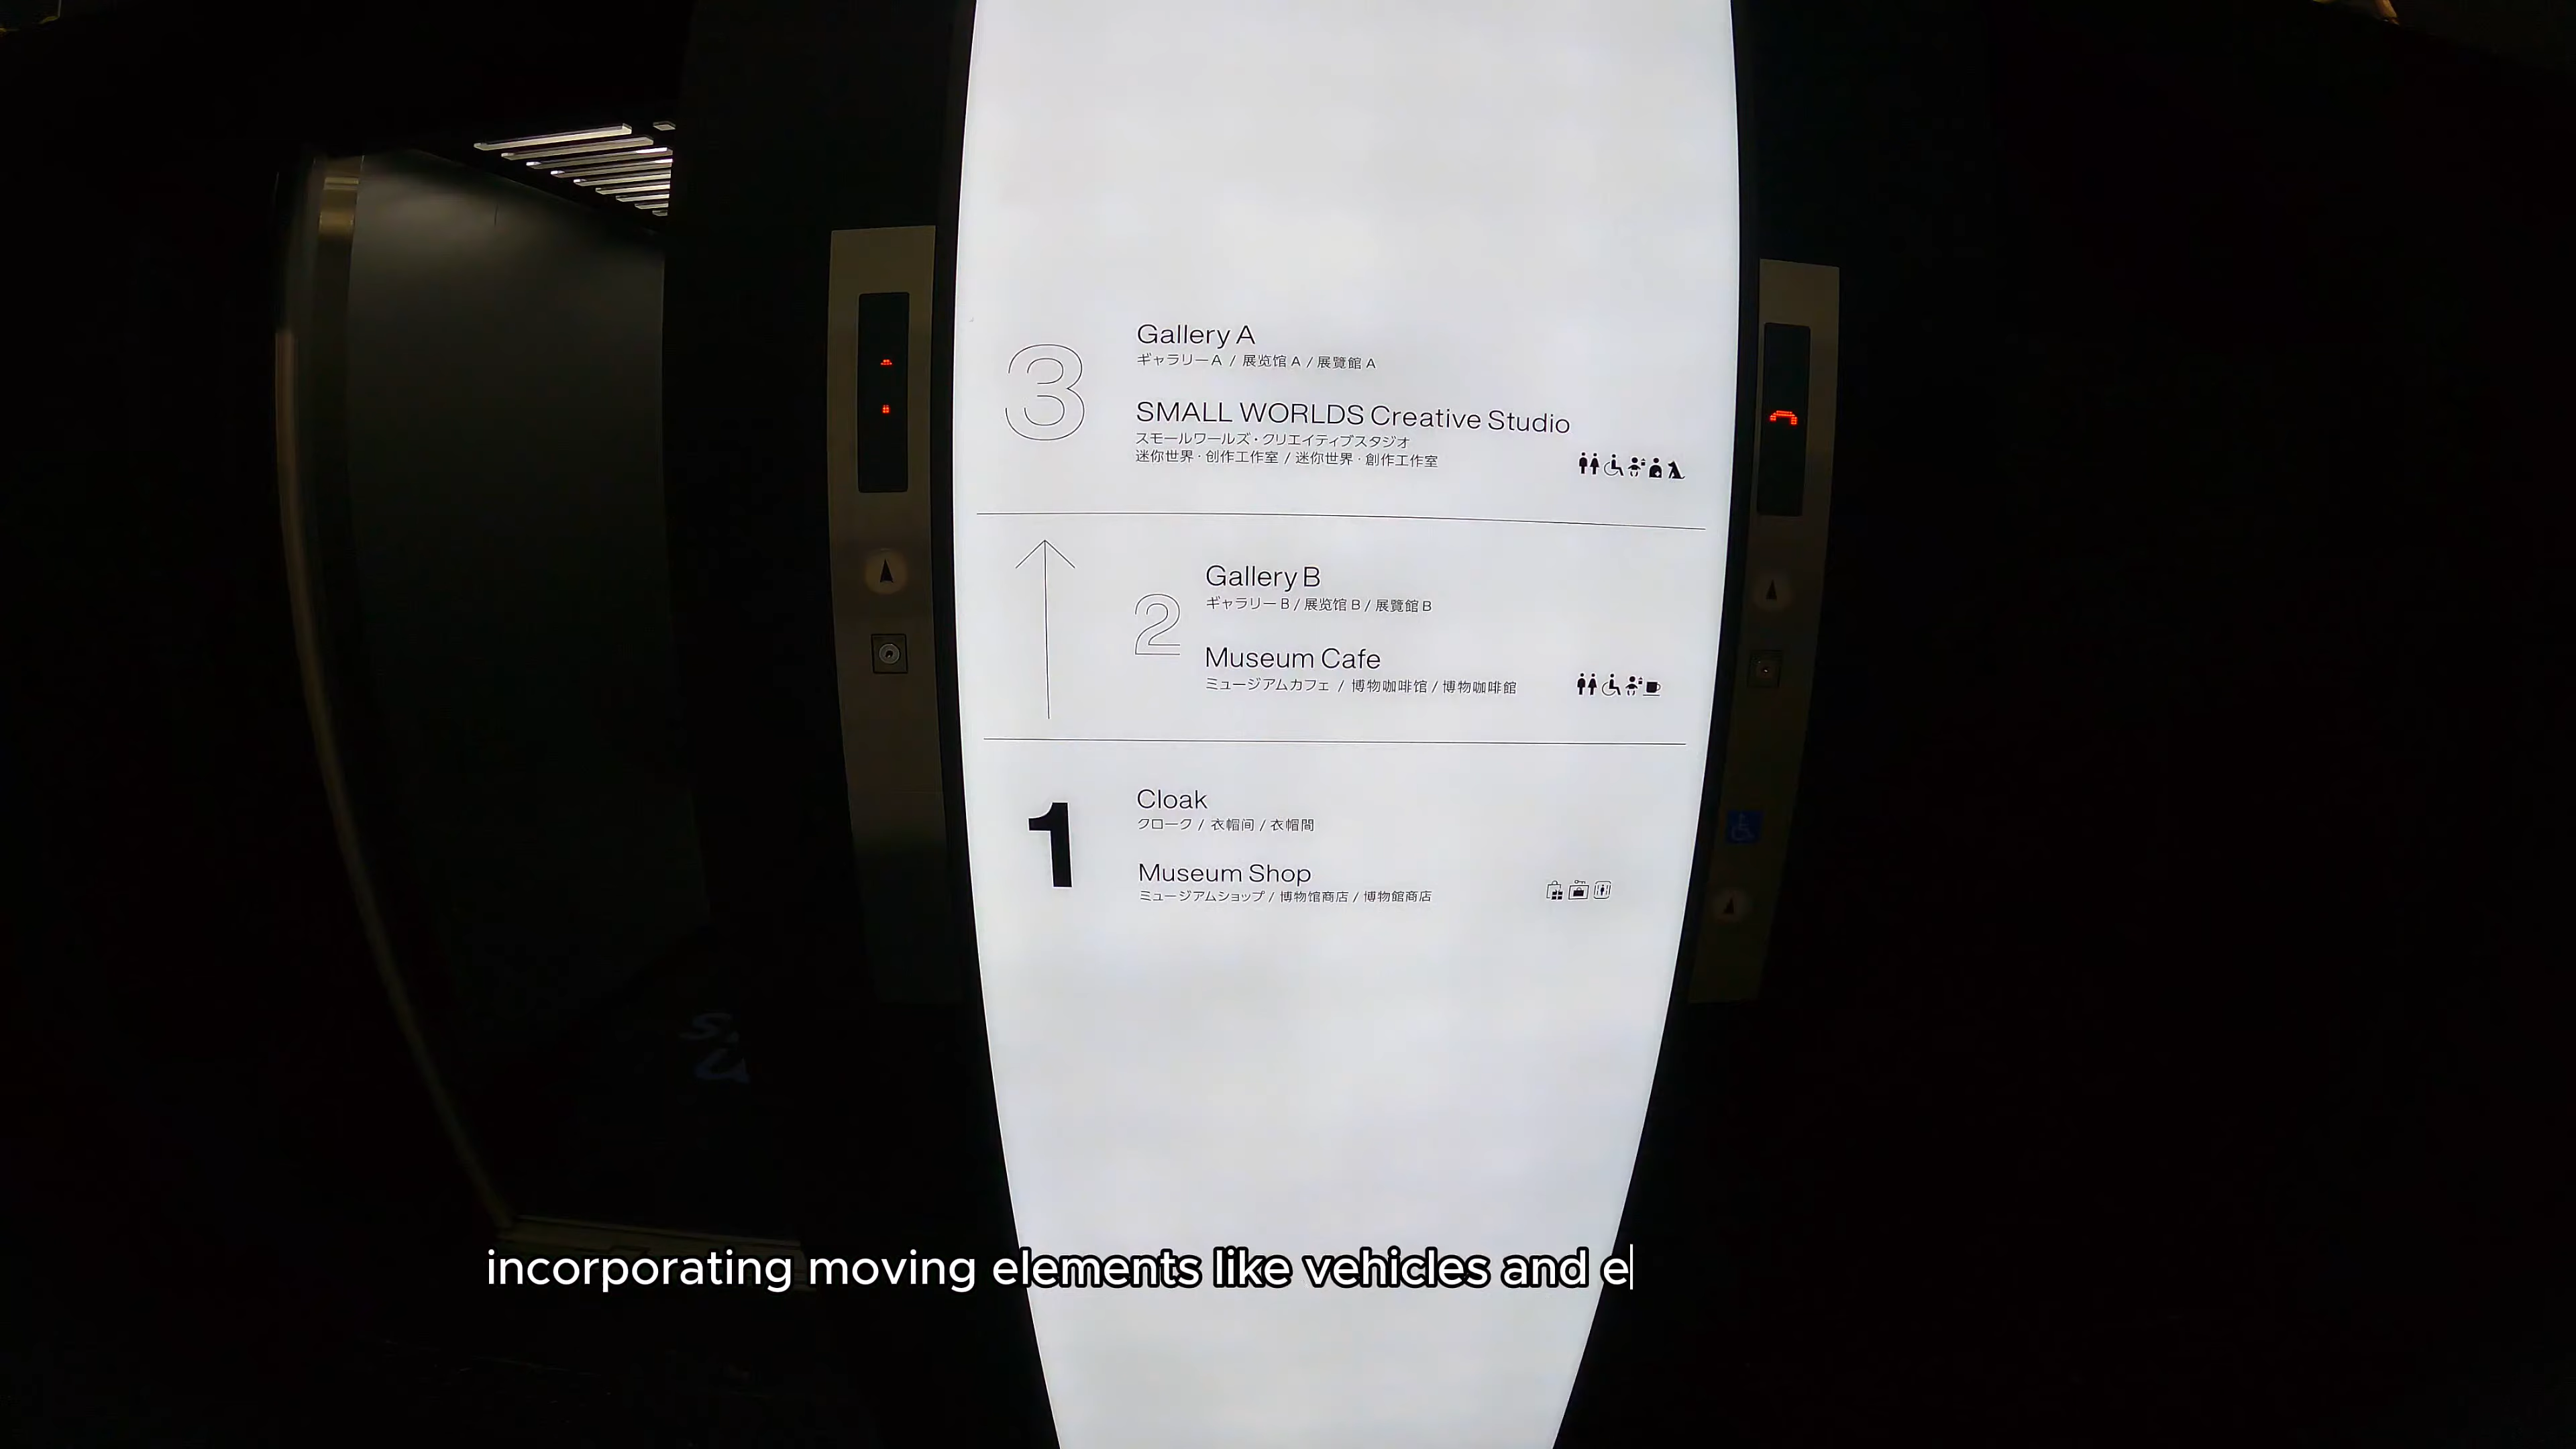 3
Gallery A
ギャラリーA / 展览馆 A / 展覽館 A
SMALL WORLDS Creative Studio
スモールワールズ・クリエイティブスタジオ
迷你世界·创作工作室 / 迷你世界·創作工作室
2
Gallery B
ギャラリーB / 展览馆 B / 展覽館 B
Museum Cafe
ミュージアムカフェ / 博物咖啡馆 / 博物咖啡館
1
Cloak
クローク / 衣帽间 / 衣帽間
Museum Shop
ミュージアムショップ / 博物馆商店 / 博物館商店
incorporating moving elements like vehicles and e